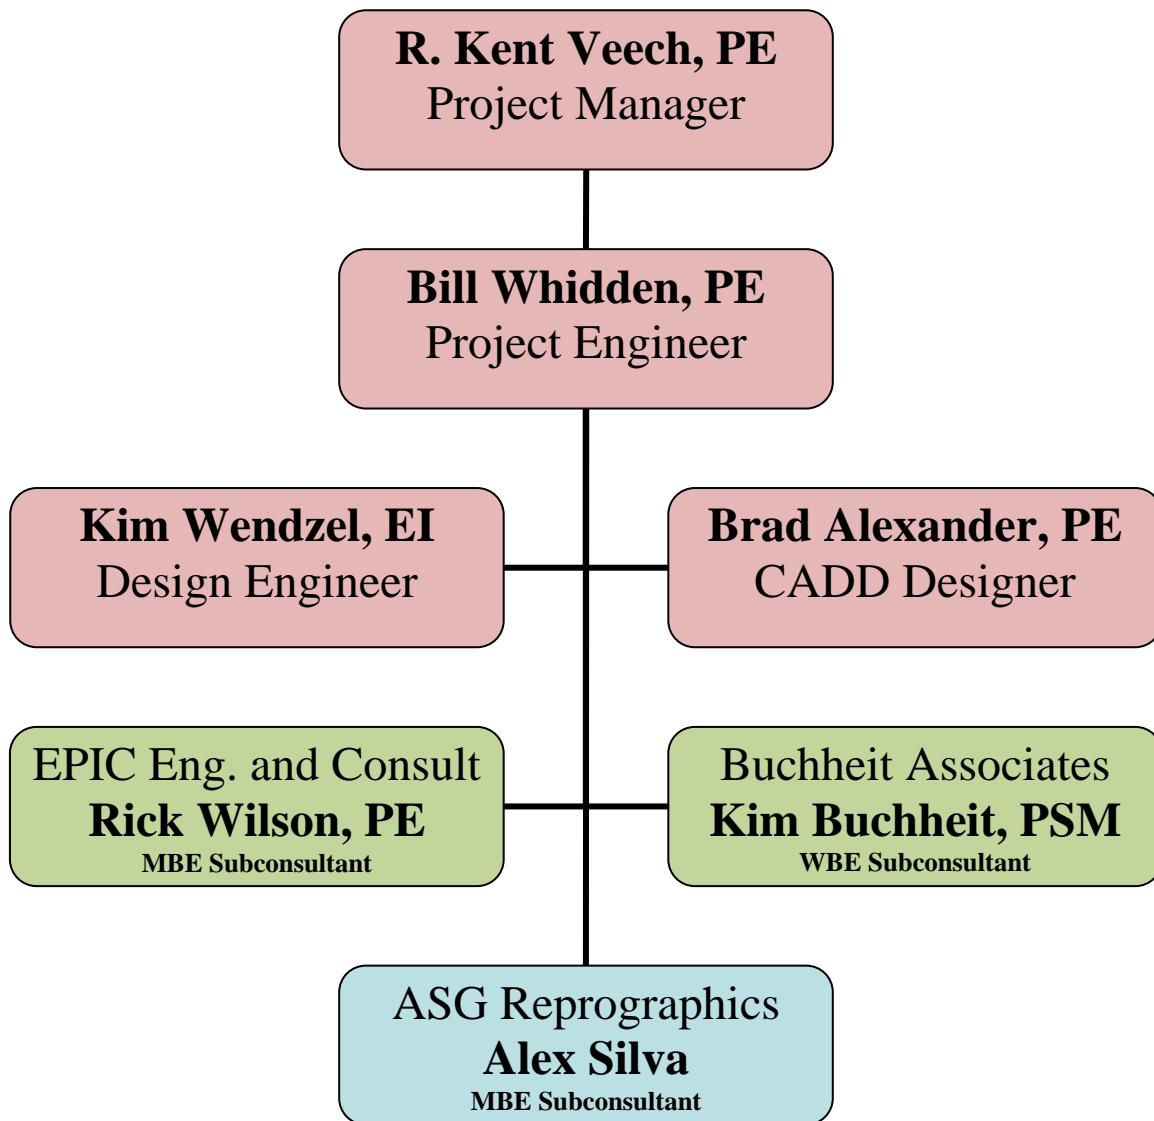 R. Kent Veech, PE
Project Manager
Bill Whidden, PE
Project Engineer
Kim Wendzel, EI
Design Engineer
Brad Alexander, PE
CADD Designer
EPIC Eng. and Consult
Rick Wilson, PE
MBE Subconsultant
Buchheit Associates
Kim Buchheit, PSM
WBE Subconsultant
ASG Reprographics
Alex Silva
MBE Subconsultant